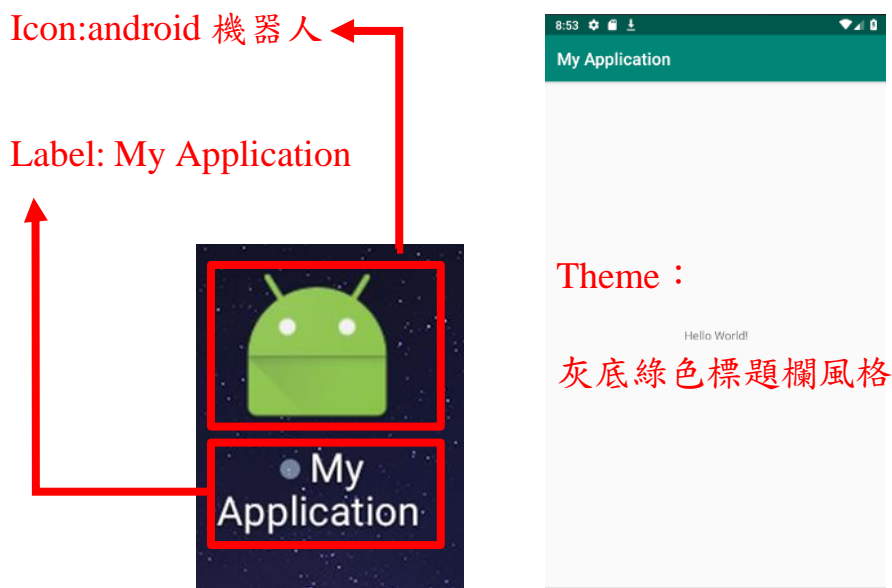 Icon:android 機器人
Label: My Application
My
Application
8:53
My Application
Theme：
Hello World!
灰底綠色標題欄風格